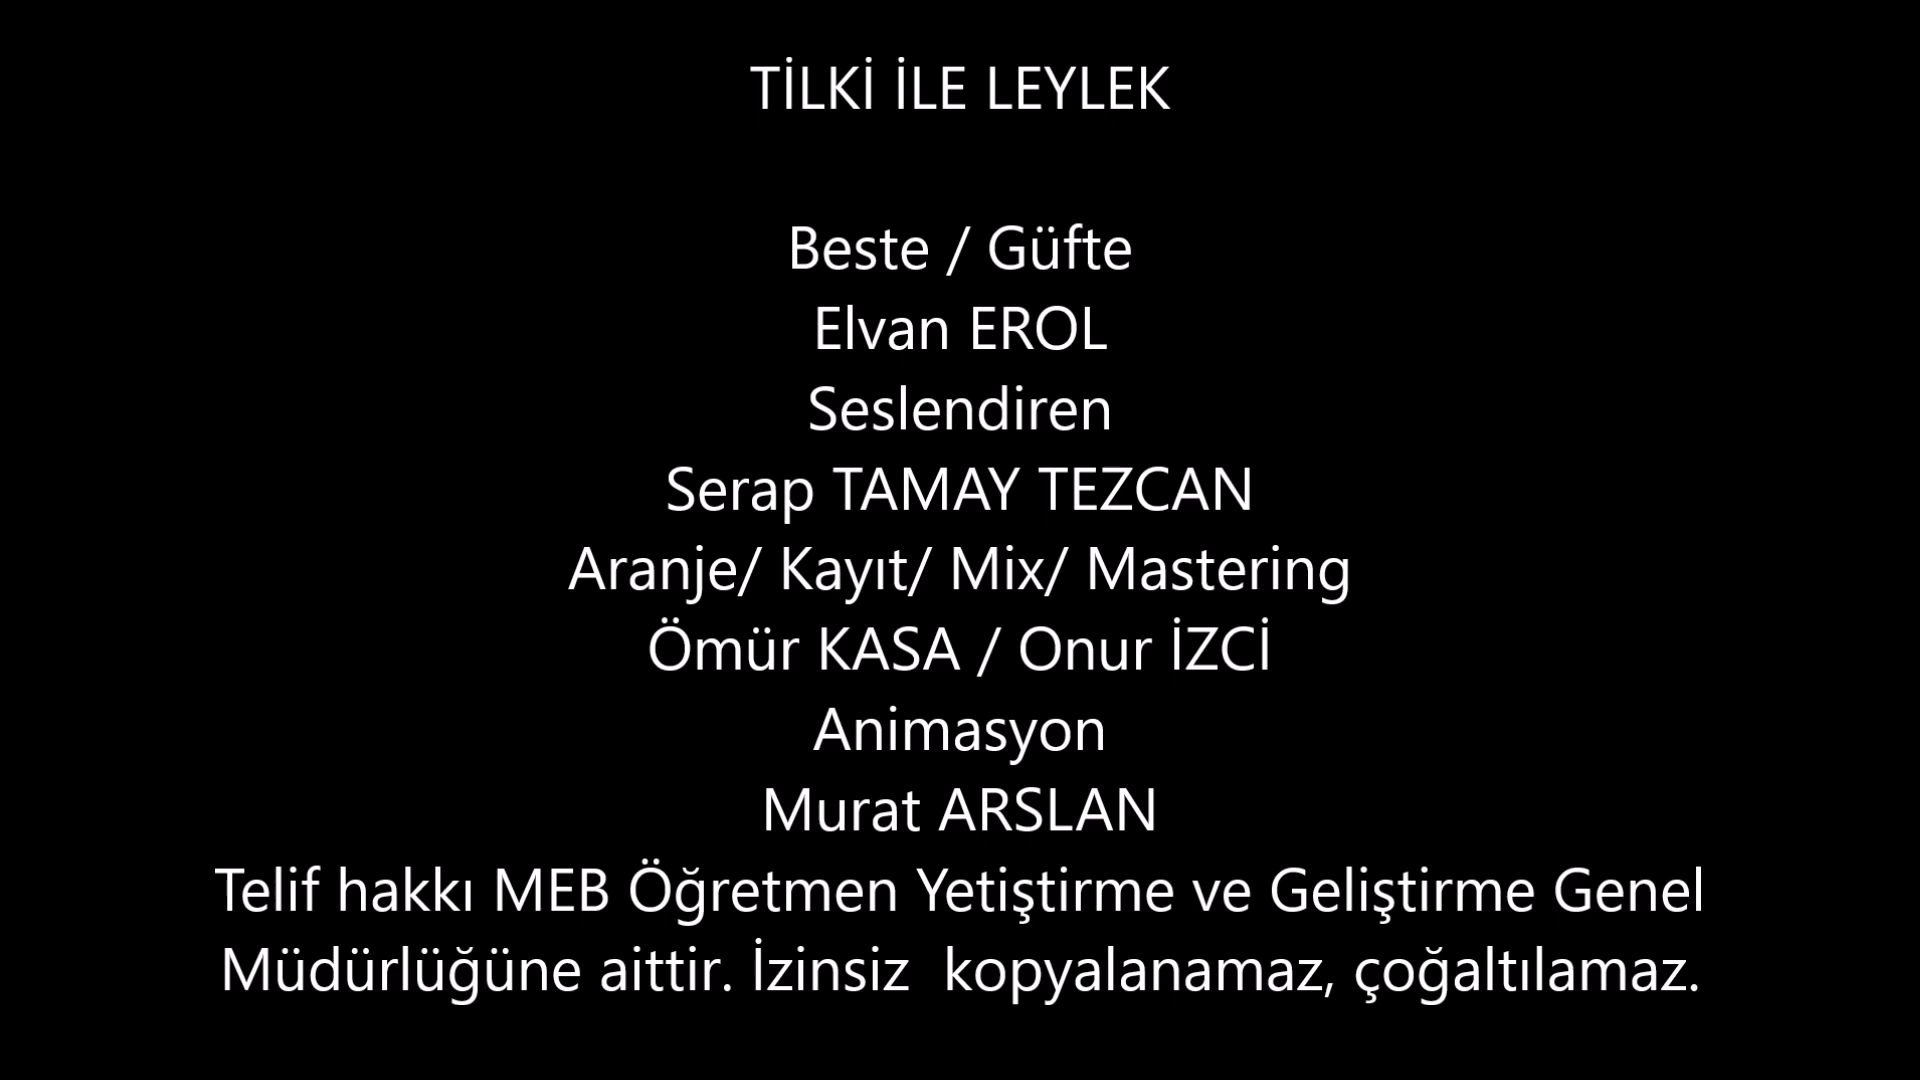 TİLKİ İLE LEYLEK
Beste / Güfte
Elvan EROL
Seslendiren
Serap TAMAY TEZCAN
Aranje/ Kayıt/ Mix/ Mastering
Ömür KASA / Onur İZCİ
Animasyon
Murat ARSLAN
Telif hakkı MEB Öğretmen Yetiştirme ve Geliştirme Genel
Müdürlüğüne aittir. İzinsiz  kopyalanamaz, çoğaltılamaz.